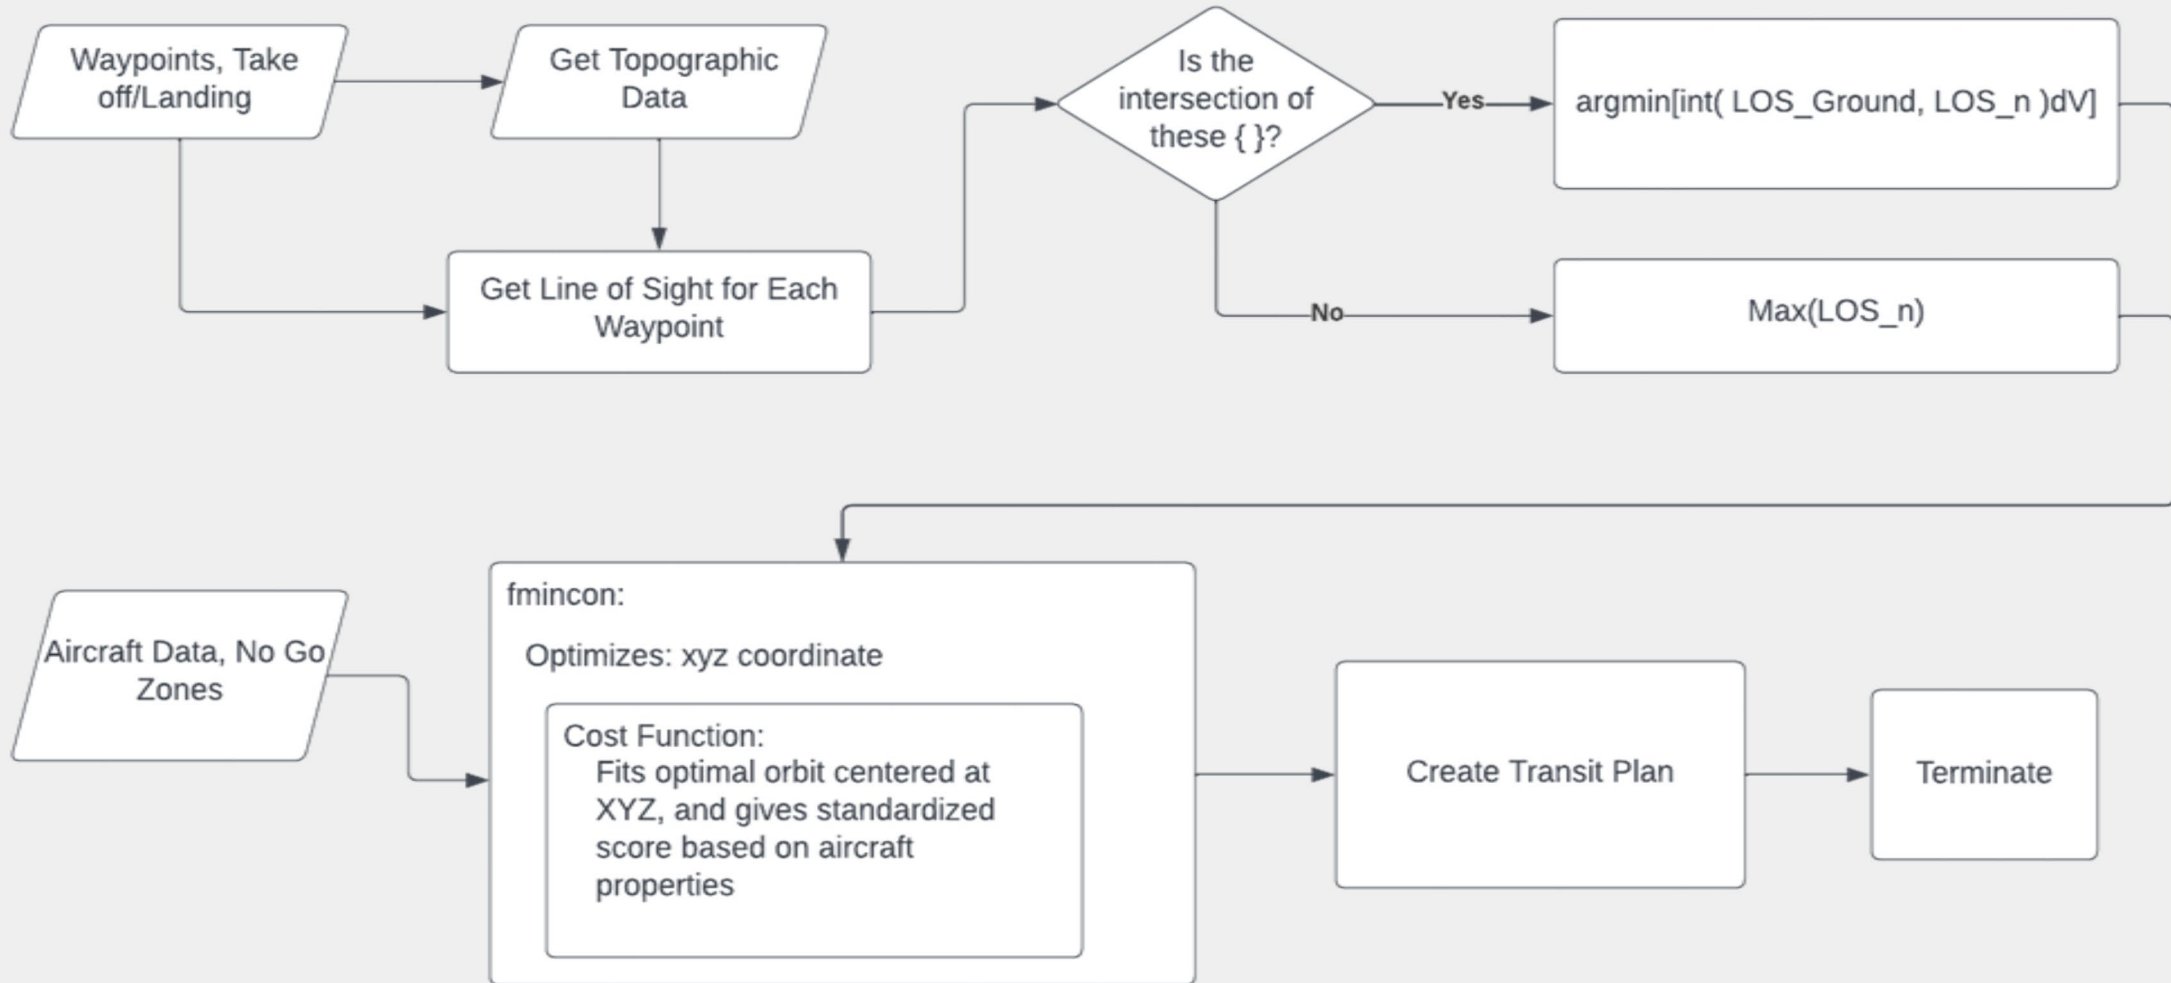 Waypoints, Take
off/Landing
Get Topographic
Data
Get Line of Sight for Each
Waypoint
Is the
intersection of
these { }?
Yes
argmin[int( LOS_Ground, LOS_n )dV]
No
Max(LOS_n)
Aircraft Data, No Go
Zones
fmincon:
Optimizes: xyz coordinate
Cost Function:
Fits optimal orbit centered at
XYZ, and gives standardized
score based on aircraft
properties
Create Transit Plan
Terminate